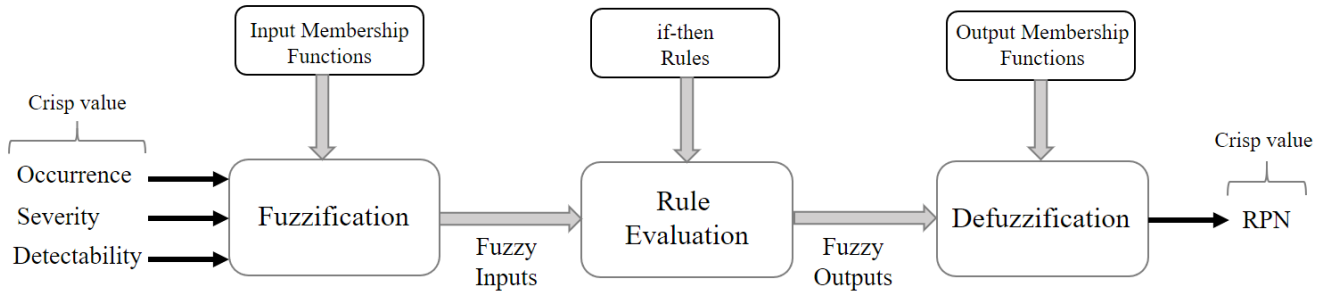 Input Membership
Functions
if-then
Rules
Output Membership
Functions
Crisp value
Occurrence
Severity
Detectability
Fuzzification
Fuzzy
Inputs
Rule
Evaluation
Fuzzy
Outputs
Defuzzification
Crisp value
RPN